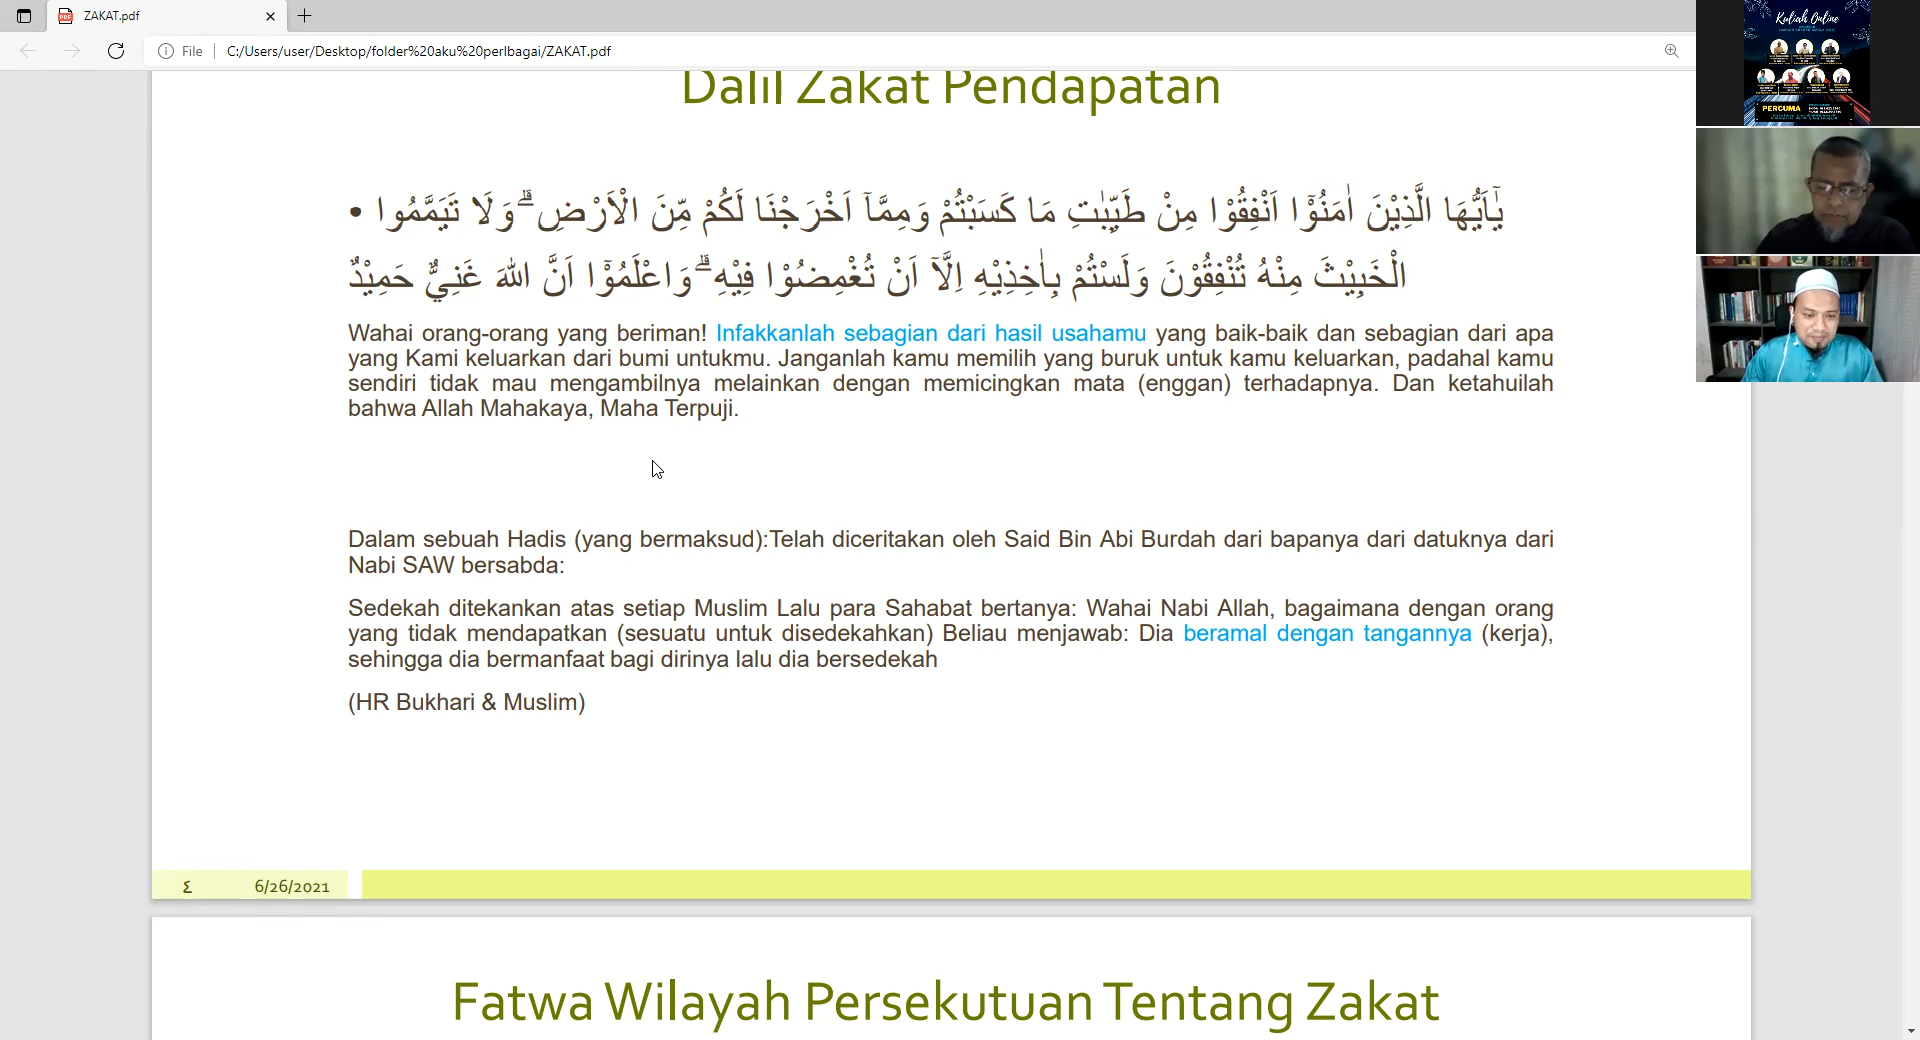 ZAKAT.pdf
File
C:/Users/user/Desktop/folder%20aku%20perlbagai/ZAKAT.pdf
Kuliah Online
PERCUMA
Dalil Zakat Pendapatan
• يٰٓاَيُّهَا الَّذِيْنَ اٰمَنُوْٓا اَنْفِقُوْا مِنْ طَيِّبٰتِ مَا كَسَبْتُمْ وَمِمَّآ اَخْرَجْنَا لَكُمْ مِّنَ الْاَرْضِ ۗ وَلَا تَيَمَّمُوا
الْخَبِيْثَ مِنْهُ تُنْفِقُوْنَ وَلَسْتُمْ بِاٰخِذِيْهِ اِلَّآ اَنْ تُغْمِضُوْا فِيْهِ ۗ وَاعْلَمُوْٓا اَنَّ اللّٰهَ غَنِيٌّ حَمِيْدٌ
Wahai orang-orang yang beriman! Infakkanlah sebagian dari hasil usahamu yang baik-baik dan sebagian dari apa
yang Kami keluarkan dari bumi untukmu. Janganlah kamu memilih yang buruk untuk kamu keluarkan, padahal kamu
sendiri tidak mau mengambilnya melainkan dengan memicingkan mata (enggan) terhadapnya. Dan ketahuilah
bahwa Allah Mahakaya, Maha Terpuji.
Dalam sebuah Hadis (yang bermaksud):Telah diceritakan oleh Said Bin Abi Burdah dari bapanya dari datuknya dari
Nabi SAW bersabda:
Sedekah ditekankan atas setiap Muslim Lalu para Sahabat bertanya: Wahai Nabi Allah, bagaimana dengan orang
yang tidak mendapatkan (sesuatu untuk disedekahkan) Beliau menjawab: Dia beramal dengan tangannya (kerja),
sehingga dia bermanfaat bagi dirinya lalu dia bersedekah
(HR Bukhari & Muslim)
٤ 6/26/2021
Fatwa Wilayah Persekutuan Tentang Zakat